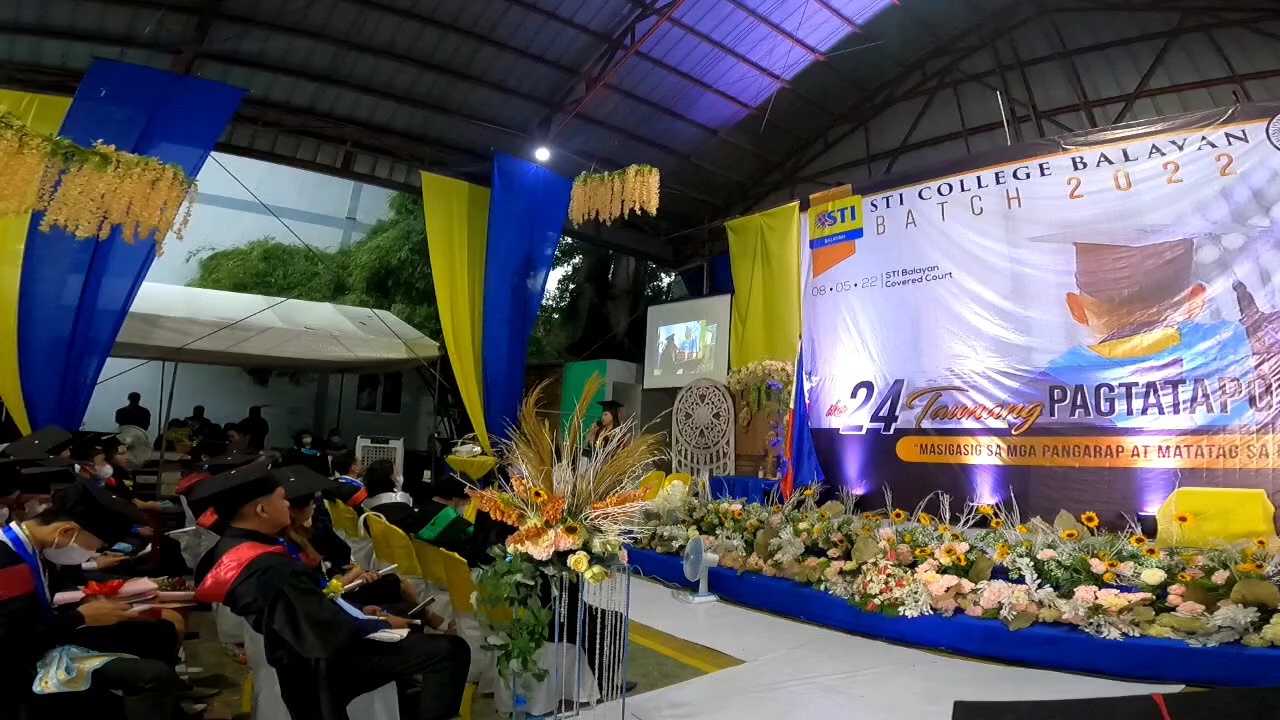 STI COLLEGE BALAYAN
BATCH 2022
STI
BALAYAN
08 • 05 • 22 | STI Balayan
Covered Court
ika-24 Taunang PAGTATAPO
"MASIGASIG SA MGA PANGARAP AT MATATAG SA